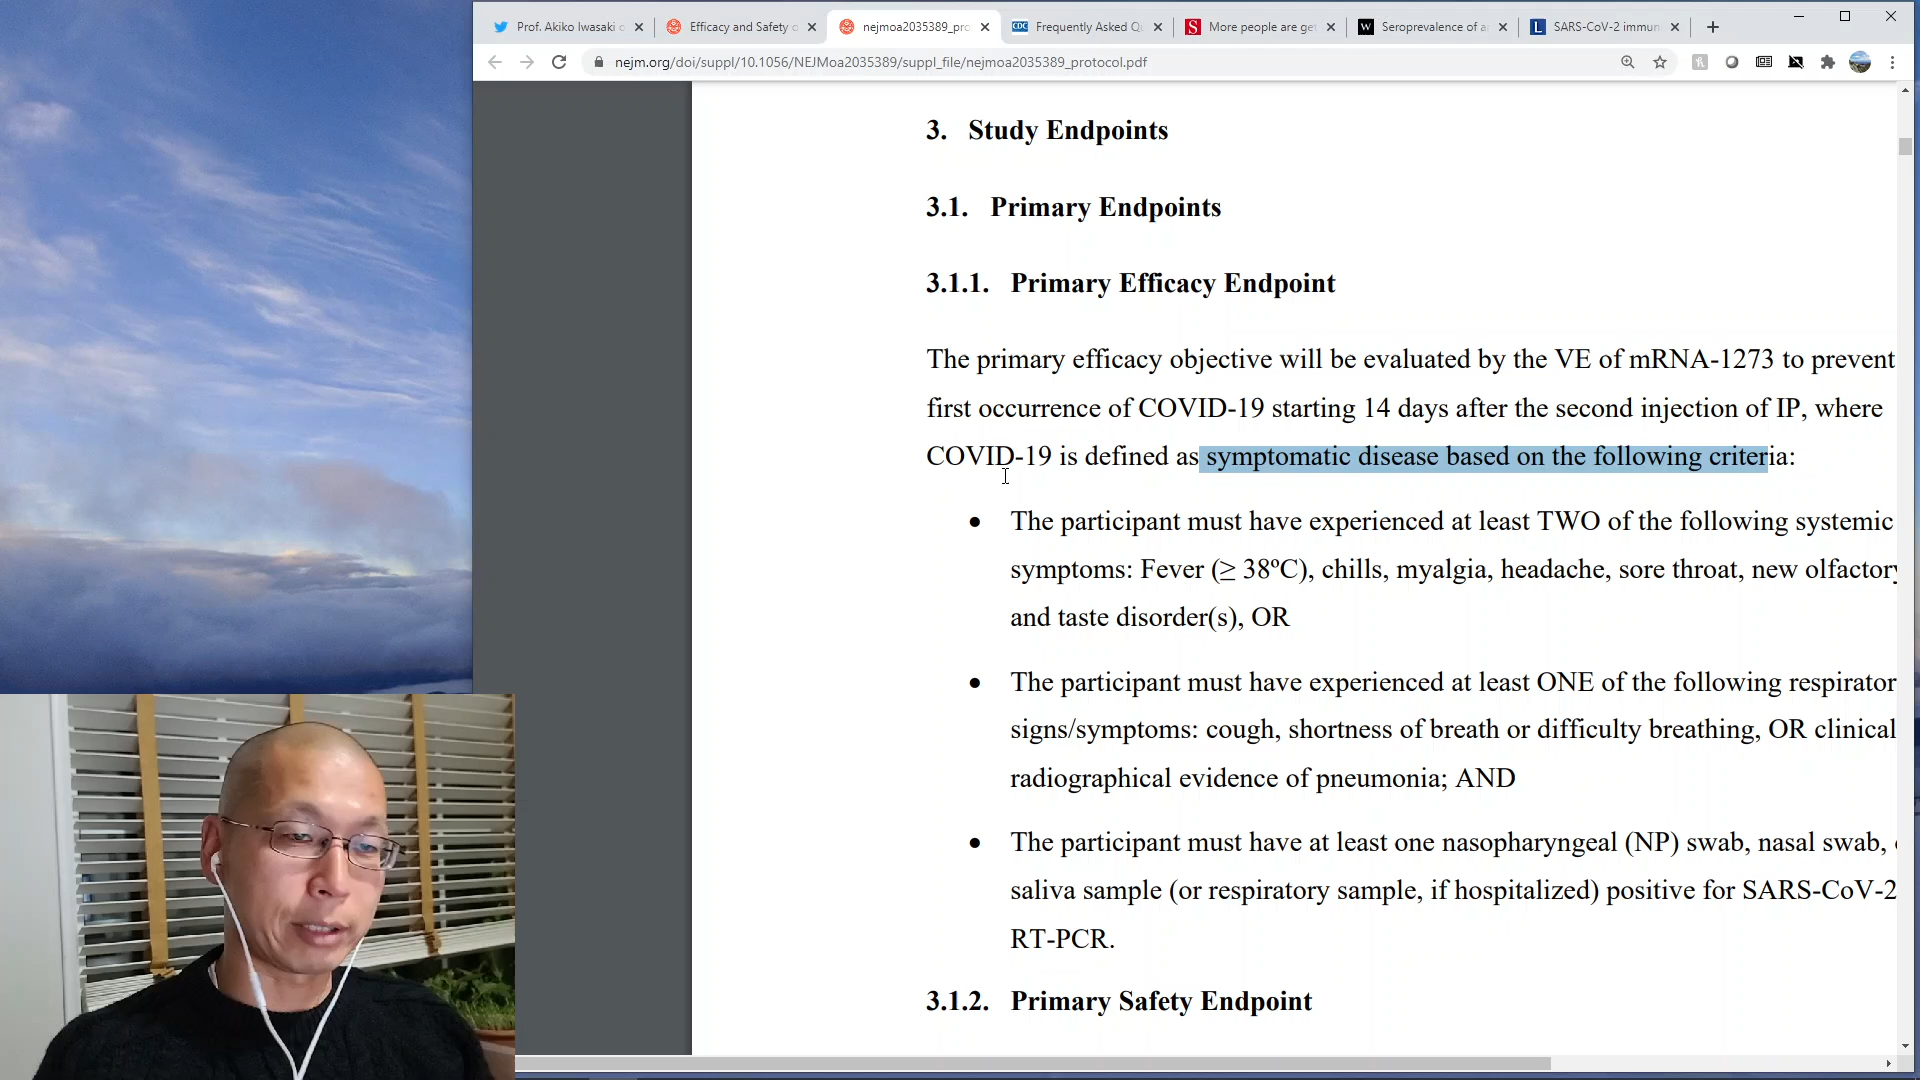 Prof. Akiko Iwasaki o
Efficacy and Safety o
nejmoa2035389_pro
CDC
Frequently Asked Qu
S
More people are get
W
Seroprevalence of a
L
SARS-CoV-2 immun
nejm.org/doi/suppl/10.1056/NEJMoa2035389/suppl_file/nejmoa2035389_protocol.pdf
3. Study Endpoints
3.1. Primary Endpoints
3.1.1. Primary Efficacy Endpoint
The primary efficacy objective will be evaluated by the VE of mRNA-1273 to prevent
first occurrence of COVID-19 starting 14 days after the second injection of IP, where
COVID-19 is defined as symptomatic disease based on the following criteria:
• The participant must have experienced at least TWO of the following systemic
symptoms: Fever (≥ 38ºC), chills, myalgia, headache, sore throat, new olfactory
and taste disorder(s), OR
• The participant must have experienced at least ONE of the following respirator
signs/symptoms: cough, shortness of breath or difficulty breathing, OR clinical
radiographical evidence of pneumonia; AND
• The participant must have at least one nasopharyngeal (NP) swab, nasal swab,
saliva sample (or respiratory sample, if hospitalized) positive for SARS-CoV-2
RT-PCR.
3.1.2. Primary Safety Endpoint